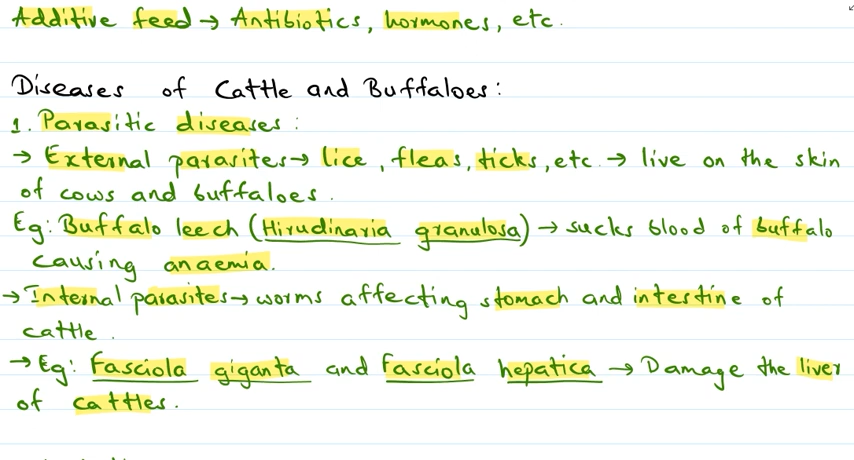 Additive feed → Antibiotics, hormones, etc.
Diseases of Cattle and Buffaloes:
1. Parasitic diseases:
→ External parasites → lice, fleas, ticks, etc. → live on the skin
of cows and buffaloes.
Eg: Buffalo leech (Hirudinaria granulosa) → sucks blood of buffalo
causing anaemia.
→ Internal parasites → worms affecting stomach and intestine of
cattle.
→ Eg: Fasciola giganta and Fasciola hepatica → Damage the liver
of cattles.